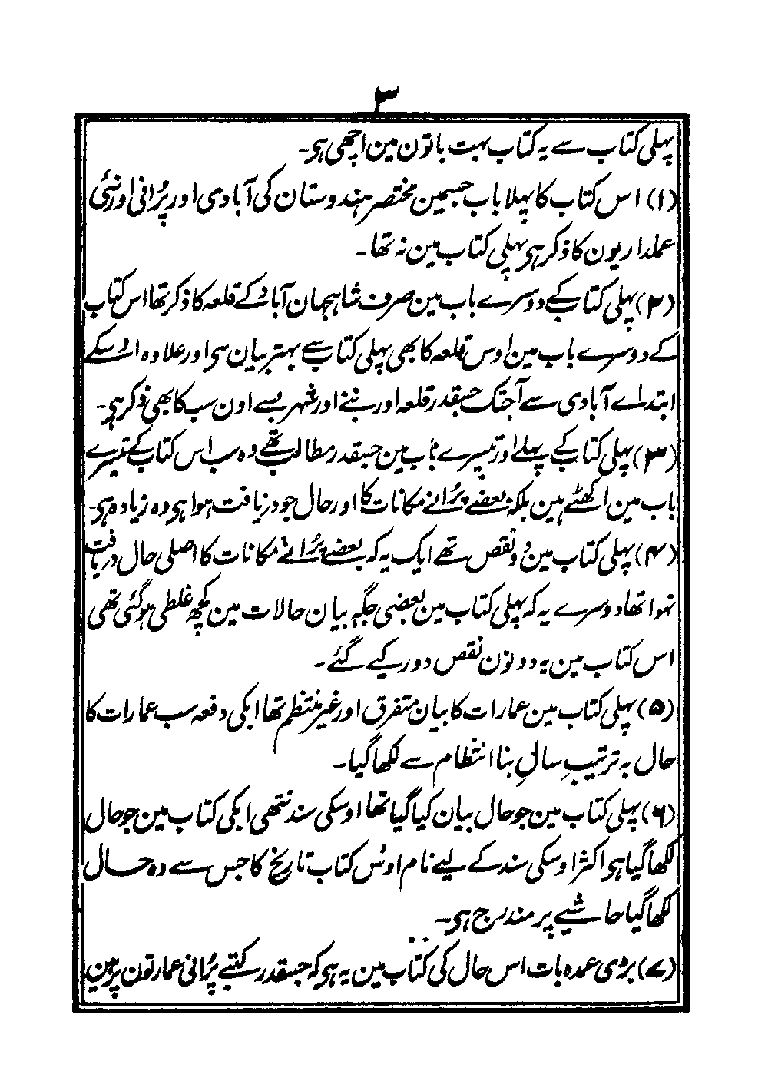 ۳
پہلی کتاب سے یہ کتاب بہت باتون مین اچھی ہی۔
(۱) اس کتاب کا پہلا باب جسمین مختصر ہندوستان کی آبادی اور پُرانی اور نئی
عملداریون کا ذکر ہی پہلی کتاب مین نہ تھا۔
(۲) پہلی کتاب کے دوسرے باب مین صرف شاہجہان آباد کے قلعہ کا ذکر تھا اس کتاب
کے دوسرے باب مین اوس قلعہ کا بھی پہلی کتاب سے بہتر بیان ہی اور علاوہ اسکے
ابتداے آبادی سے آجتک جسقدر قلعہ اور بنے اور شہر بسے اون سب کا بھی ذکر ہی۔
(۳) پہلی کتاب کے پہلے اور تیسرے باب مین جسقدر مطالب تھے وہ سب اس کتاب کے تیسرے
باب مین اکھٹے ہین بلکہ بعضے پرانے مکانات کا اور حال جو دریافت ہوا ہی وہ زیادہ ہی۔
(۴) پہلی کتاب مین دو نقص تھے ایک یہ کہ بعضے پرانے مکانات کا اصلی حال دریافت
نہوا تھا دوسرے یہ کہ پہلی کتاب مین بعضی جگہ بیان حالات مین کچھ غلطی ہو گئی تھی
اس کتاب مین یہ دونون نقص دور کیے گئے۔
(۵) پہلی کتاب مین عمارات کا بیان متفرق اور غیر منتظم تھا ابکی دفعہ سب عمارات کا
حال بہ ترتیبِ سالِ بنا انتظام سے لکھا گیا۔
(۶) پہلی کتاب مین جو حال بیان کیا گیا تھا اوسکی سند نتھی ابکی کتاب مین جو حال
لکھا گیا ہی اکثر اوسکی سند کے لیے نام اوس کتاب تاریخ کا جس سے وہ حال
لکھا گیا حاشیے پر مندرج ہی۔
(۷) بڑی عمدہ بات اس حال کی کتاب مین یہ ہی کہ جسقدر کتبے پُرانی عمارتون پر ہین